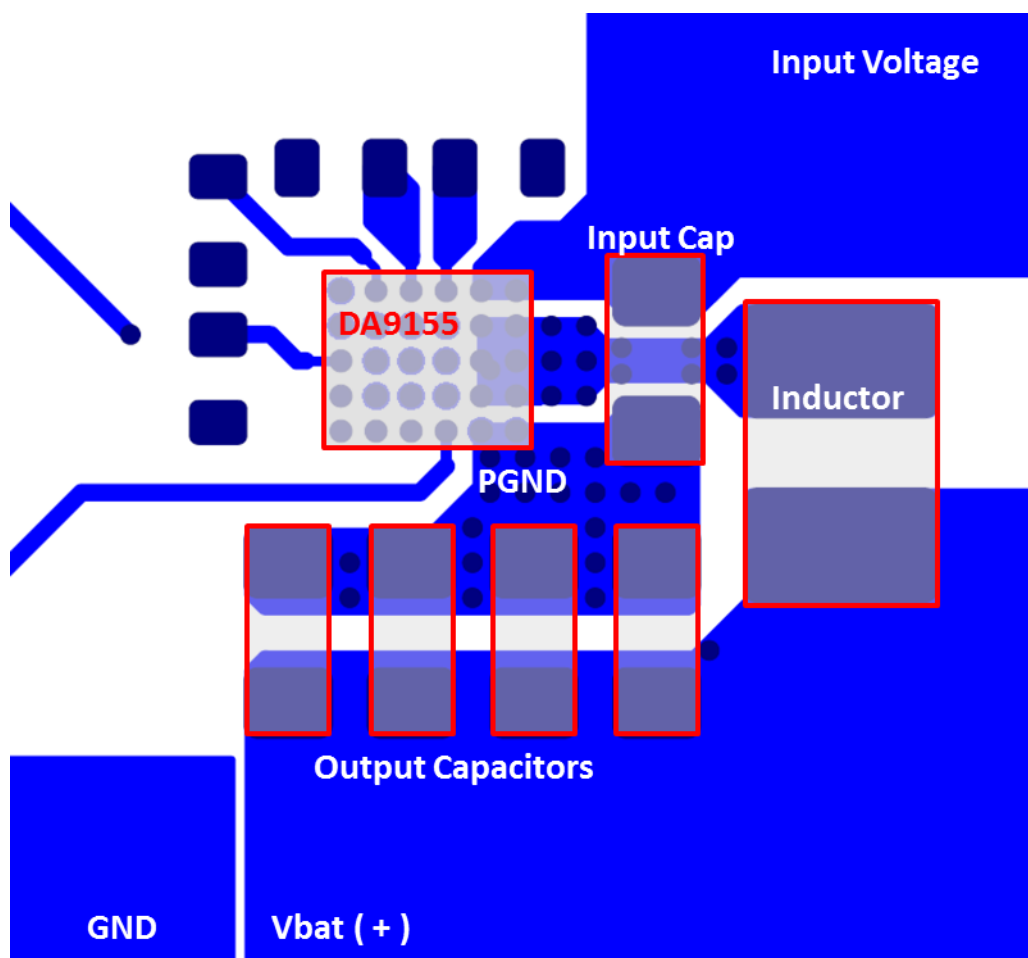 Input Voltage
Input Cap
DA9155
Inductor
PGND
Output Capacitors
GND
Vbat ( + )